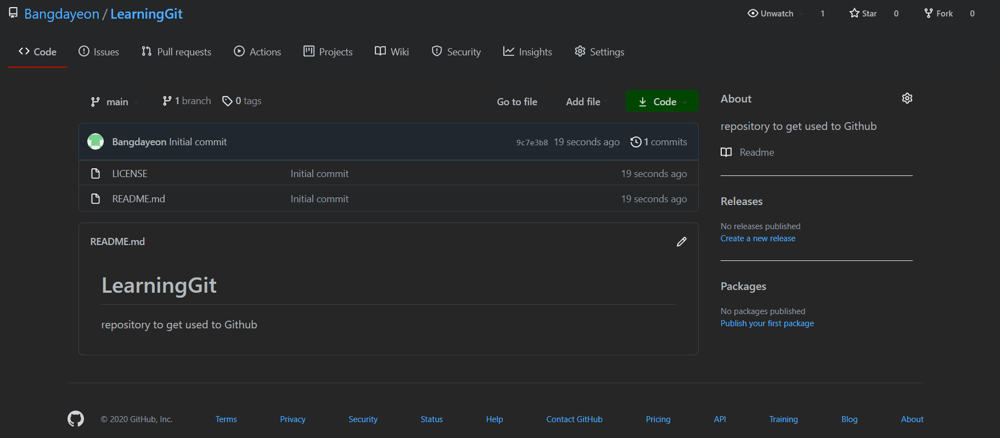 Bangdayeon / LearningGit
Unwatch 1 Star 0 Fork 0
Code Issues Pull requests Actions Projects Wiki Security Insights Settings
main 1 branch 0 tags Go to file Add file Code
Bangdayeon Initial commit 9c7e3b8 19 seconds ago 1 commits
LICENSE Initial commit 19 seconds ago
README.md Initial commit 19 seconds ago
README.md
LearningGit
repository to get used to Github
About
repository to get used to Github
Readme
Releases
No releases published
Create a new release
Packages
No packages published
Publish your first package
© 2020 GitHub, Inc. Terms Privacy Security Status Help Contact GitHub Pricing API Training Blog About